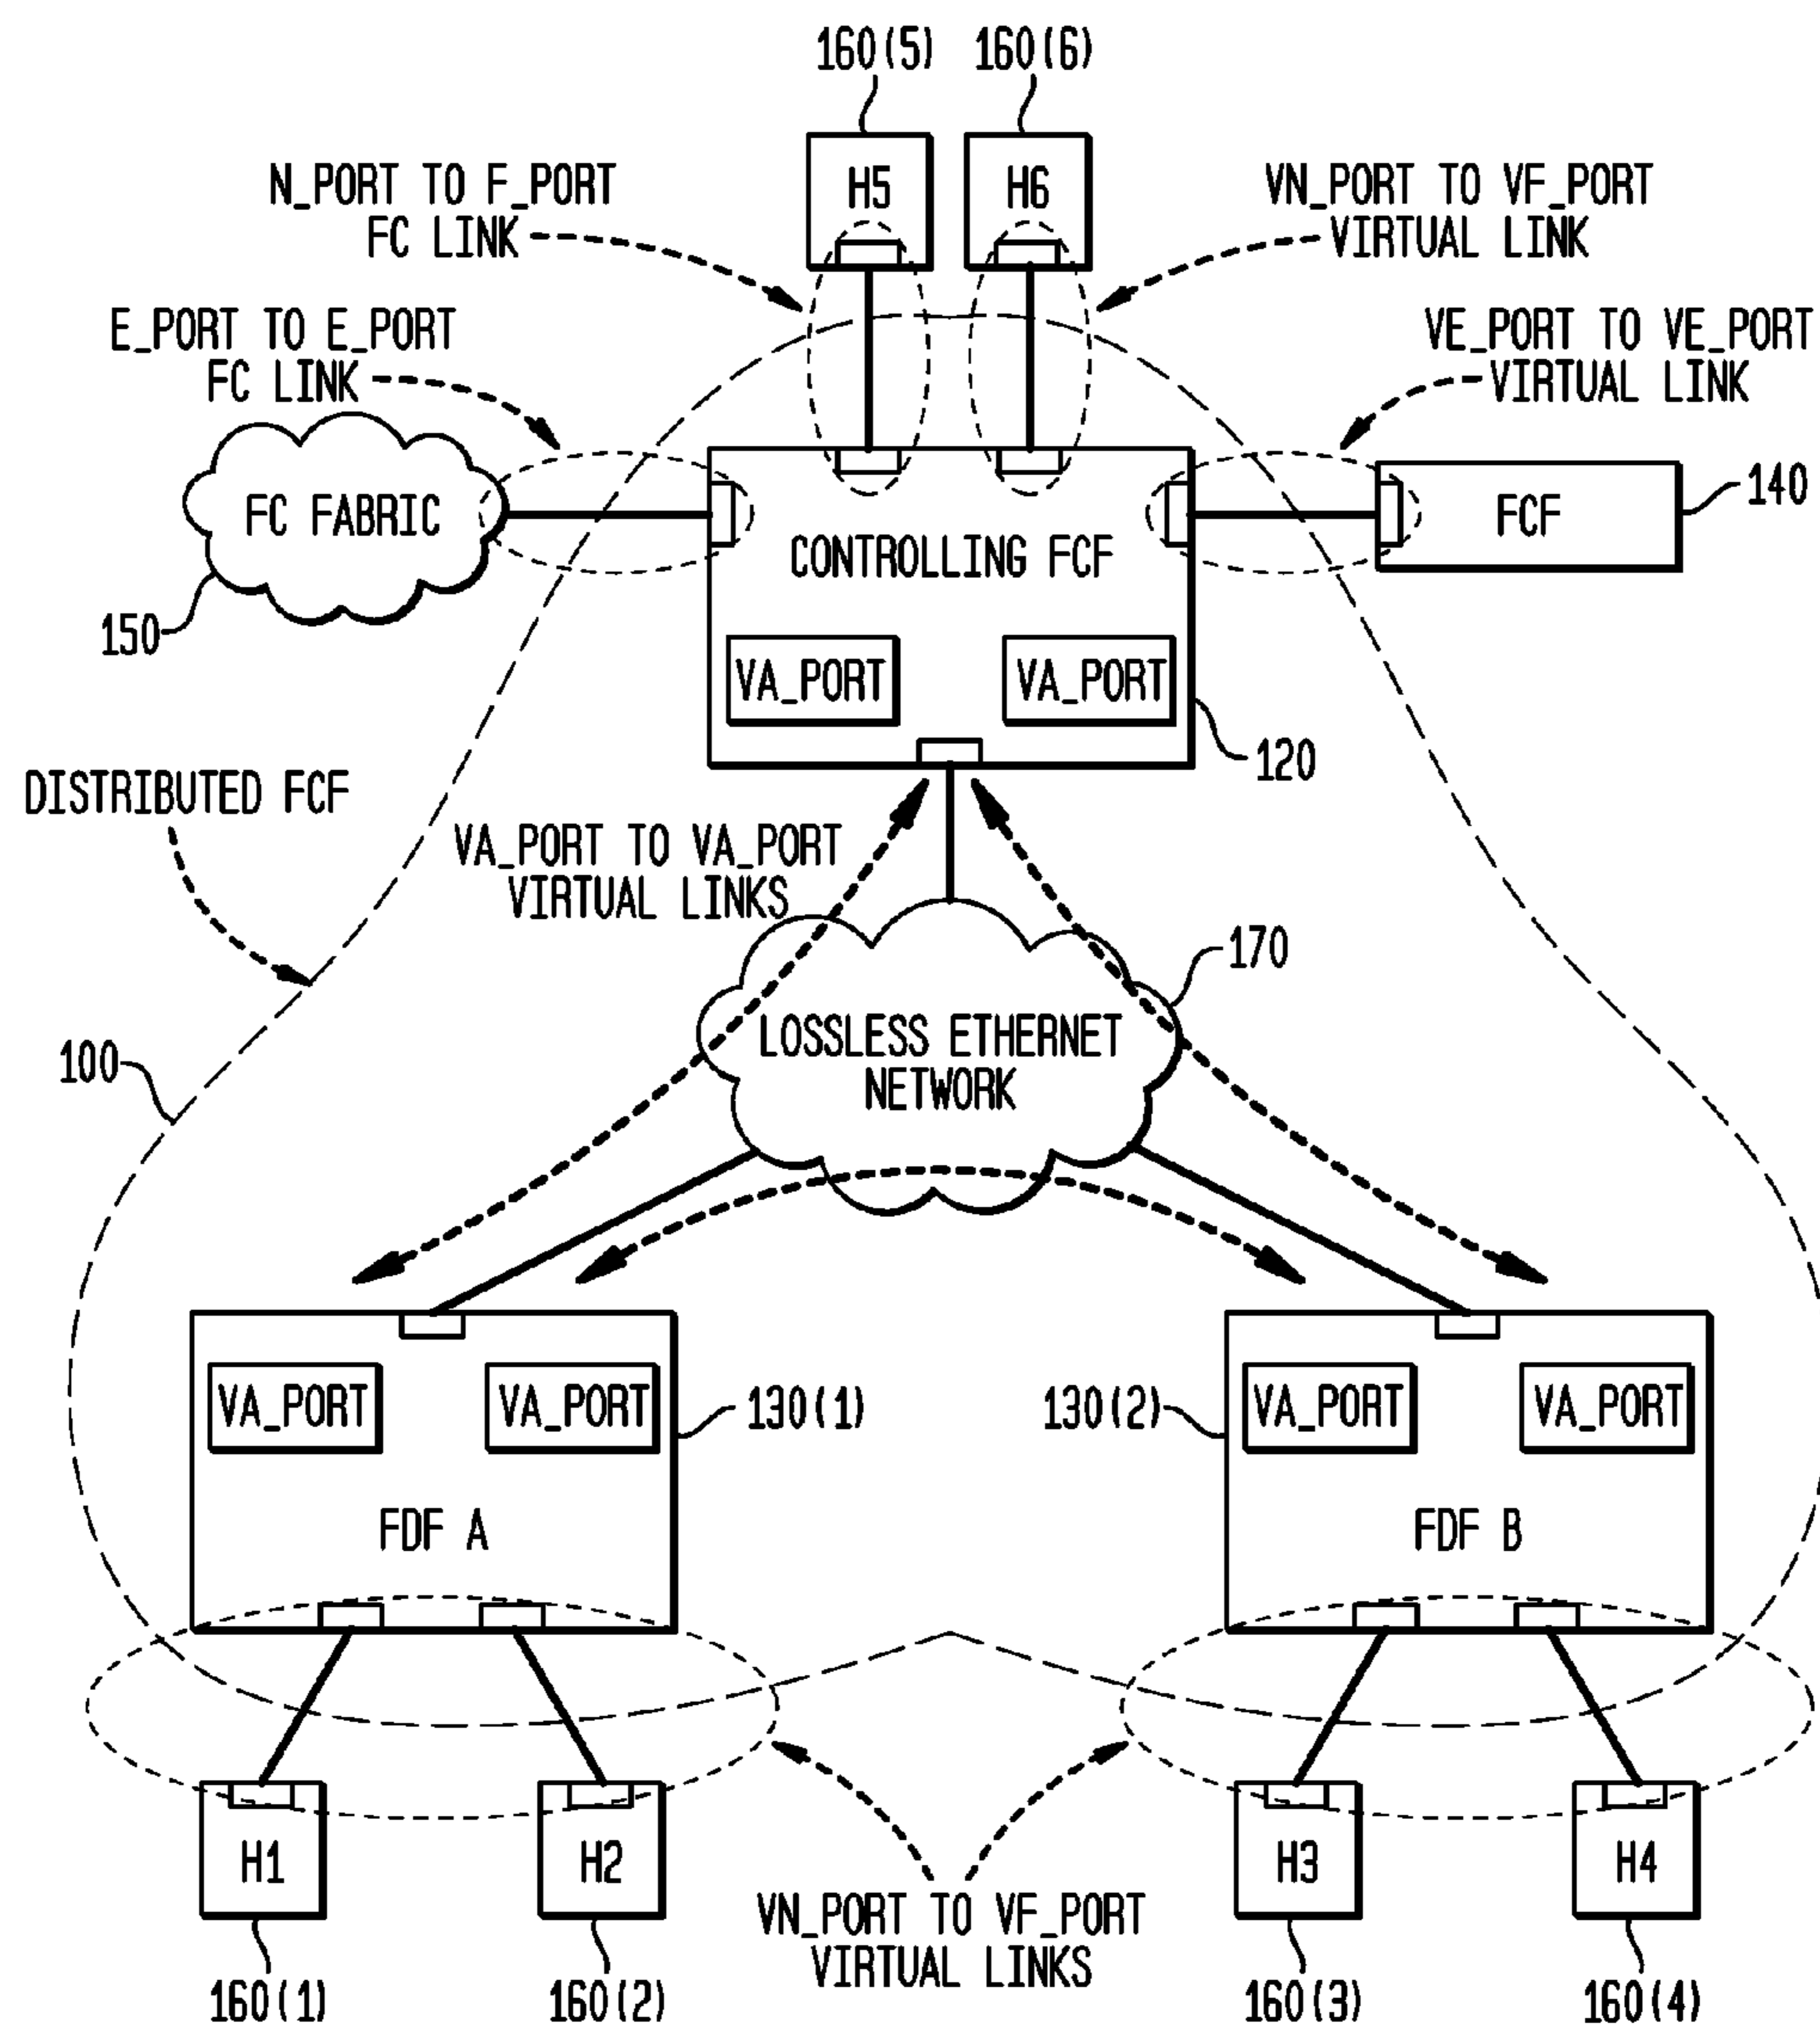 160(5)
160(6)
N_PORT TO F_PORT
FC LINK
H5
H6
VN_PORT TO VF_PORT
VIRTUAL LINK
E_PORT TO E_PORT
FC LINK
VE_PORT TO VE_PORT
VIRTUAL LINK
FC FABRIC
150
CONTROLLING FCF
FCF
140
VA_PORT
VA_PORT
120
DISTRIBUTED FCF
VA_PORT TO VA_PORT
VIRTUAL LINKS
170
LOSSLESS ETHERNET
NETWORK
100
VA_PORT
VA_PORT
130(1)
FDF A
130(2)
VA_PORT
VA_PORT
FDF B
H1
H2
H3
H4
VN_PORT TO VF_PORT
VIRTUAL LINKS
160(1)
160(2)
160(3)
160(4)